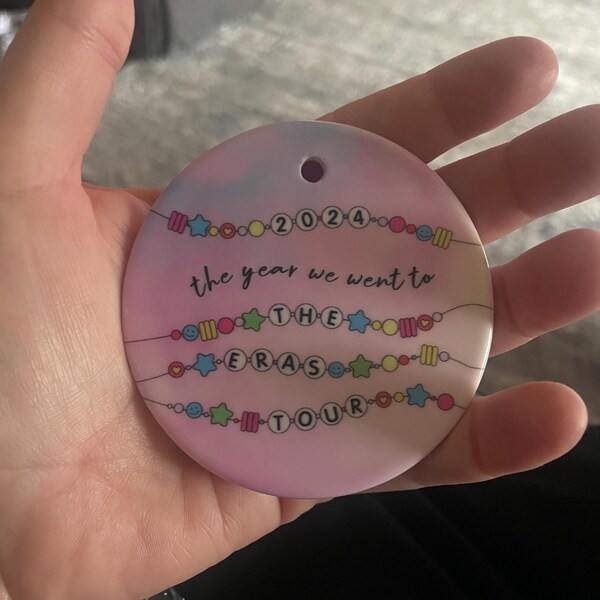 2024
the year we went to
THE
ERAS
TOUR